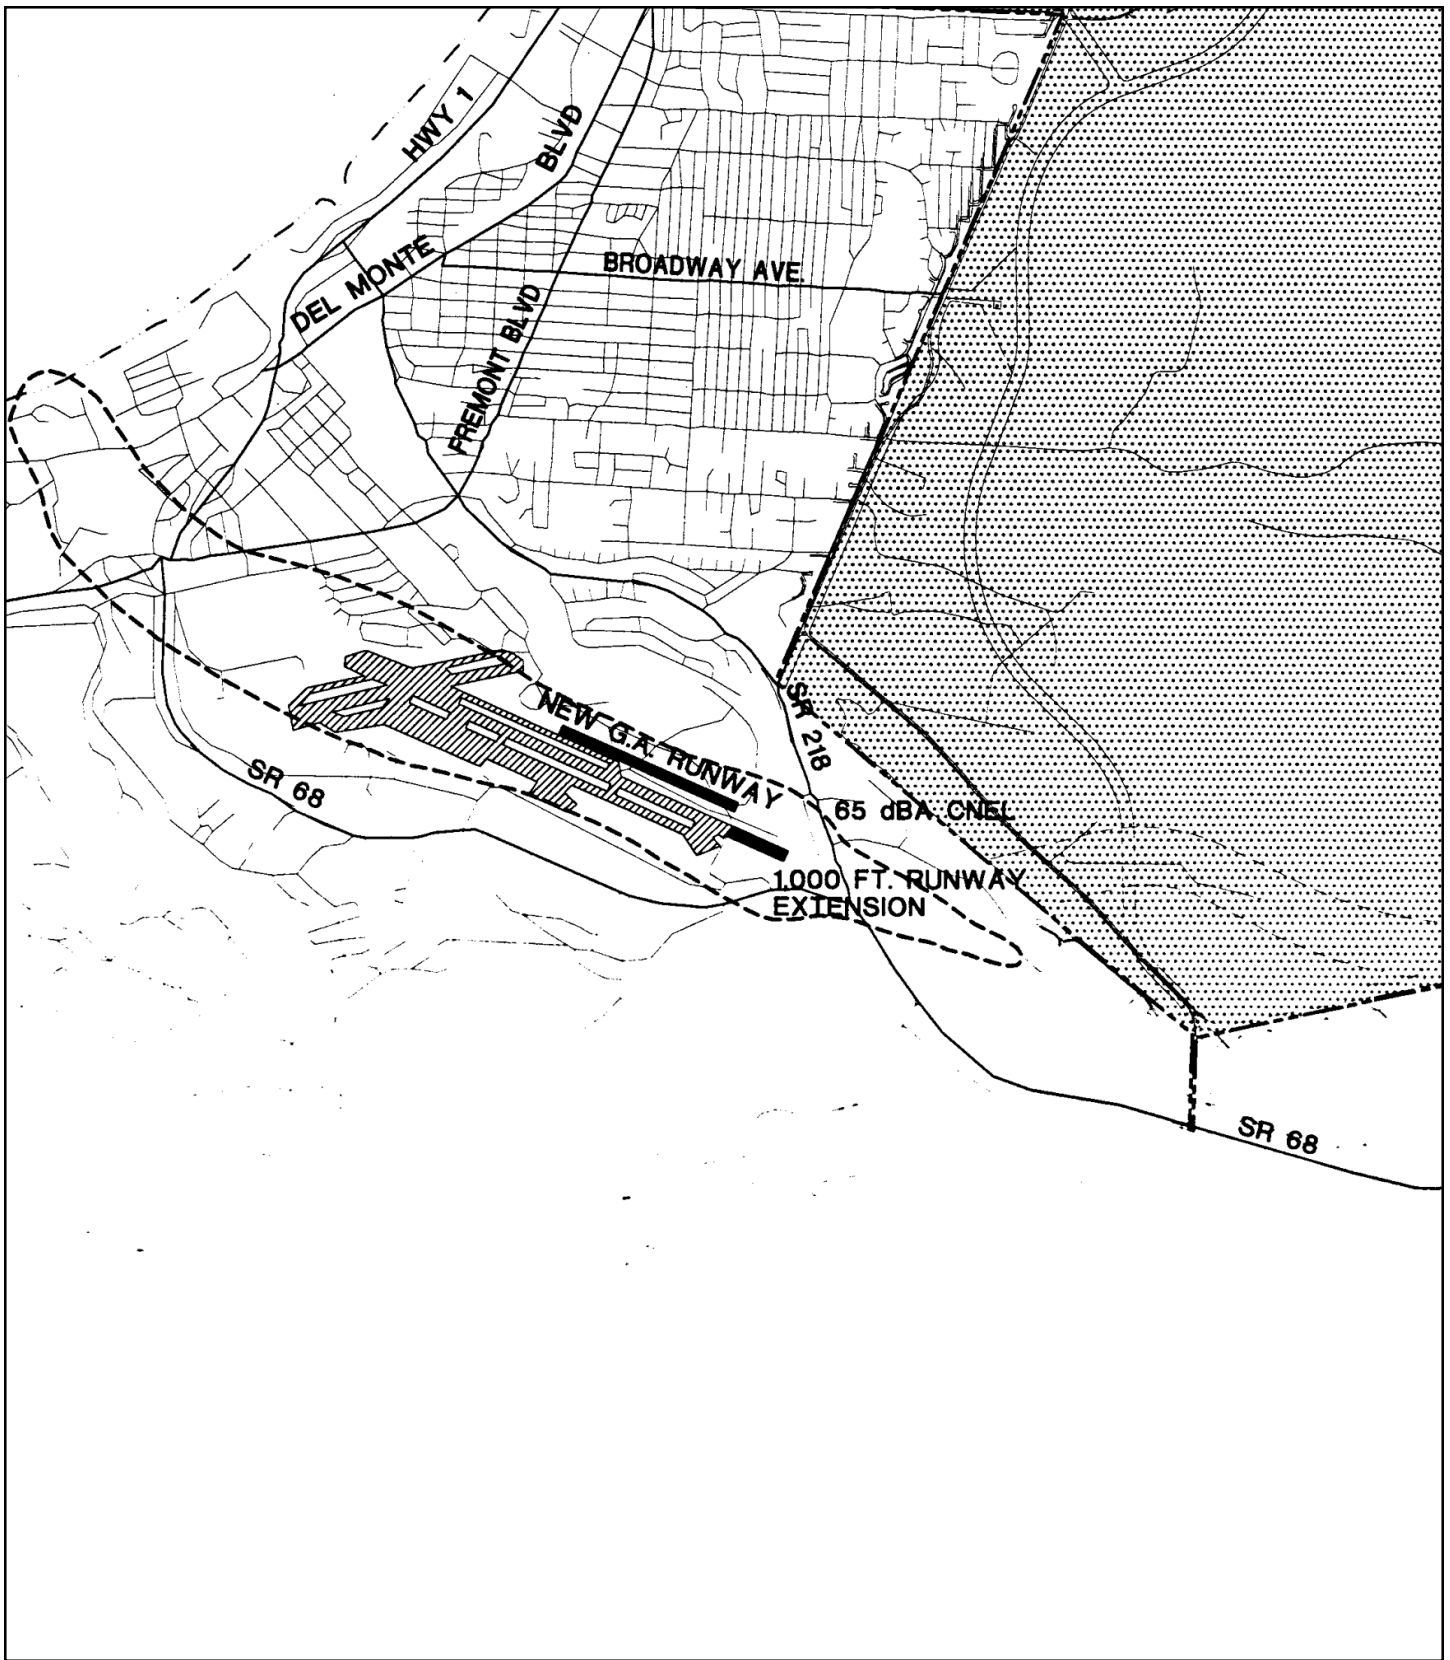 HWY 1
BLVD
DEL MONTE
BROADWAY AVE.
FREMONT BLVD
SR 218
NEW G.A. RUNWAY
SR 68
65 dBA CNEL
1,000 FT. RUNWAY
EXTENSION
SR 68